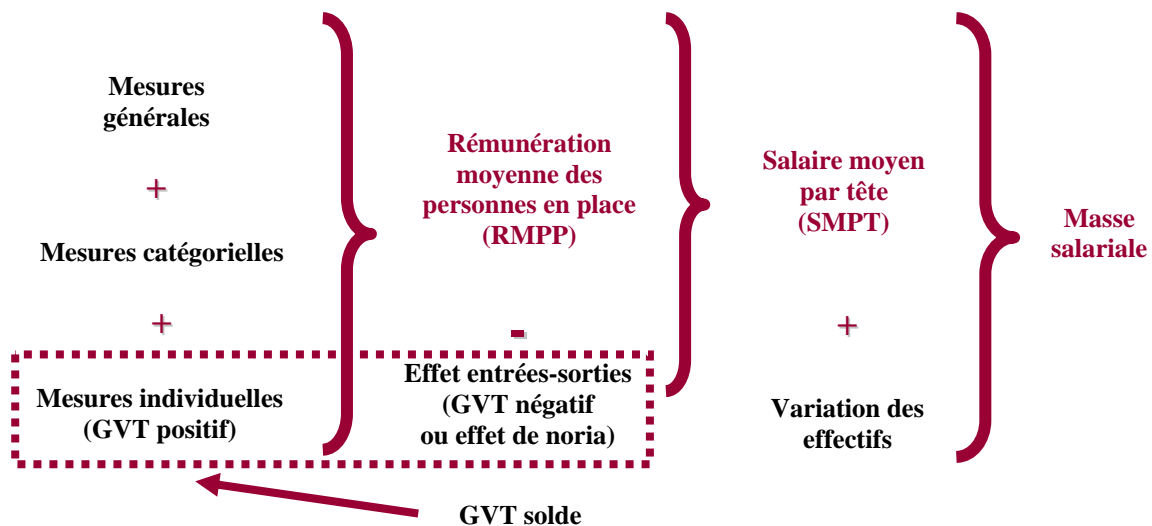 Mesures
générales
+
Mesures catégorielles
+
Mesures individuelles
(GVT positif)
Rémunération
moyenne des
personnes en place
(RMPP)
-
Effet entrées-sorties
(GVT négatif
ou effet de noria)
Salaire moyen
par tête
(SMPT)
+
Variation des
effectifs
Masse
salariale
GVT solde